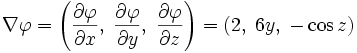 ∇φ = (∂φ/∂x, ∂φ/∂y, ∂φ/∂z) = (2, 6y, −cos z)